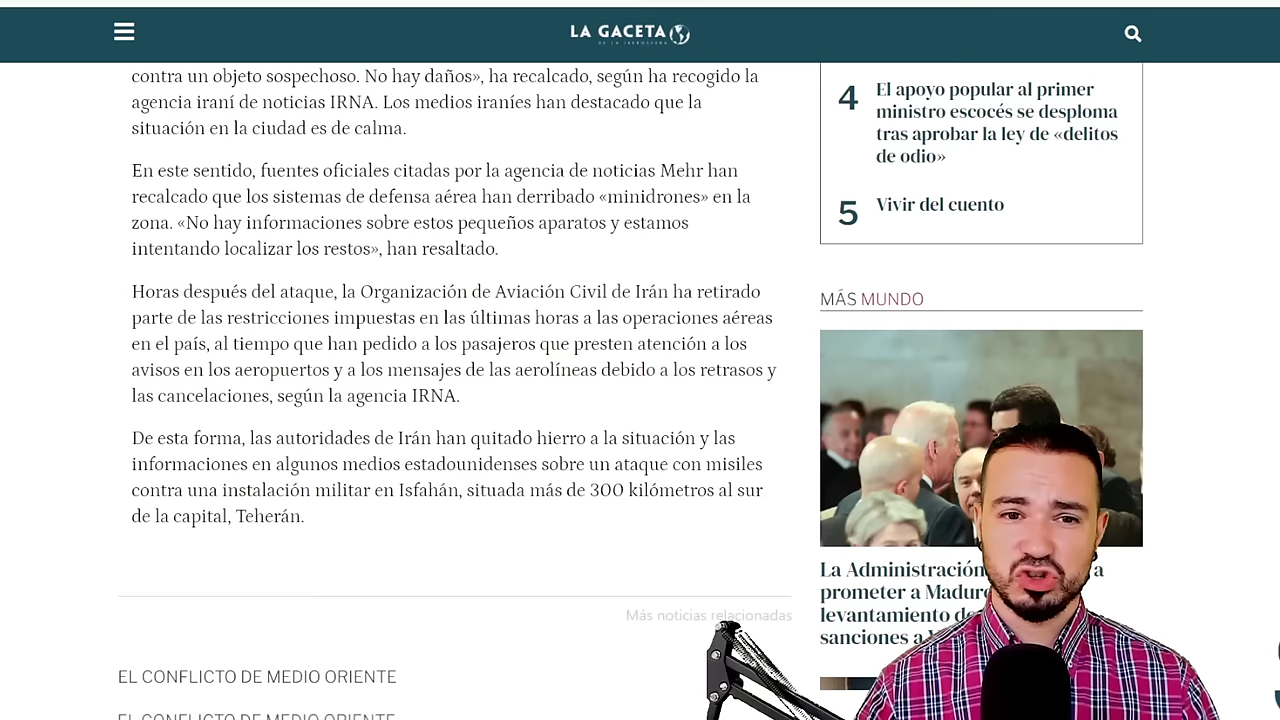 LA GACETA
DE LA IBEROSFERA
contra un objeto sospechoso. No hay daños», ha recalcado, según ha recogido la
agencia iraní de noticias IRNA. Los medios iraníes han destacado que la
situación en la ciudad es de calma.
En este sentido, fuentes oficiales citadas por la agencia de noticias Mehr han
recalcado que los sistemas de defensa aérea han derribado «minidrones» en la
zona. «No hay informaciones sobre estos pequeños aparatos y estamos
intentando localizar los restos», han resaltado.
Horas después del ataque, la Organización de Aviación Civil de Irán ha retirado
parte de las restricciones impuestas en las últimas horas a las operaciones aéreas
en el país, al tiempo que han pedido a los pasajeros que presten atención a los
avisos en los aeropuertos y a los mensajes de las aerolíneas debido a los retrasos y
las cancelaciones, según la agencia IRNA.
De esta forma, las autoridades de Irán han quitado hierro a la situación y las
informaciones en algunos medios estadounidenses sobre un ataque con misiles
contra una instalación militar en Isfahán, situada más de 300 kilómetros al sur
de la capital, Teherán.
Más noticias relacionadas
EL CONFLICTO DE MEDIO ORIENTE
EL CONFLICTO DE MEDIO ORIENTE
4
El apoyo popular al primer
ministro escocés se desploma
tras aprobar la ley de «delitos
de odio»
5
Vivir del cuento
MÁS MUNDO
La Administración a
prometer a Maduro
levantamiento de
sanciones a